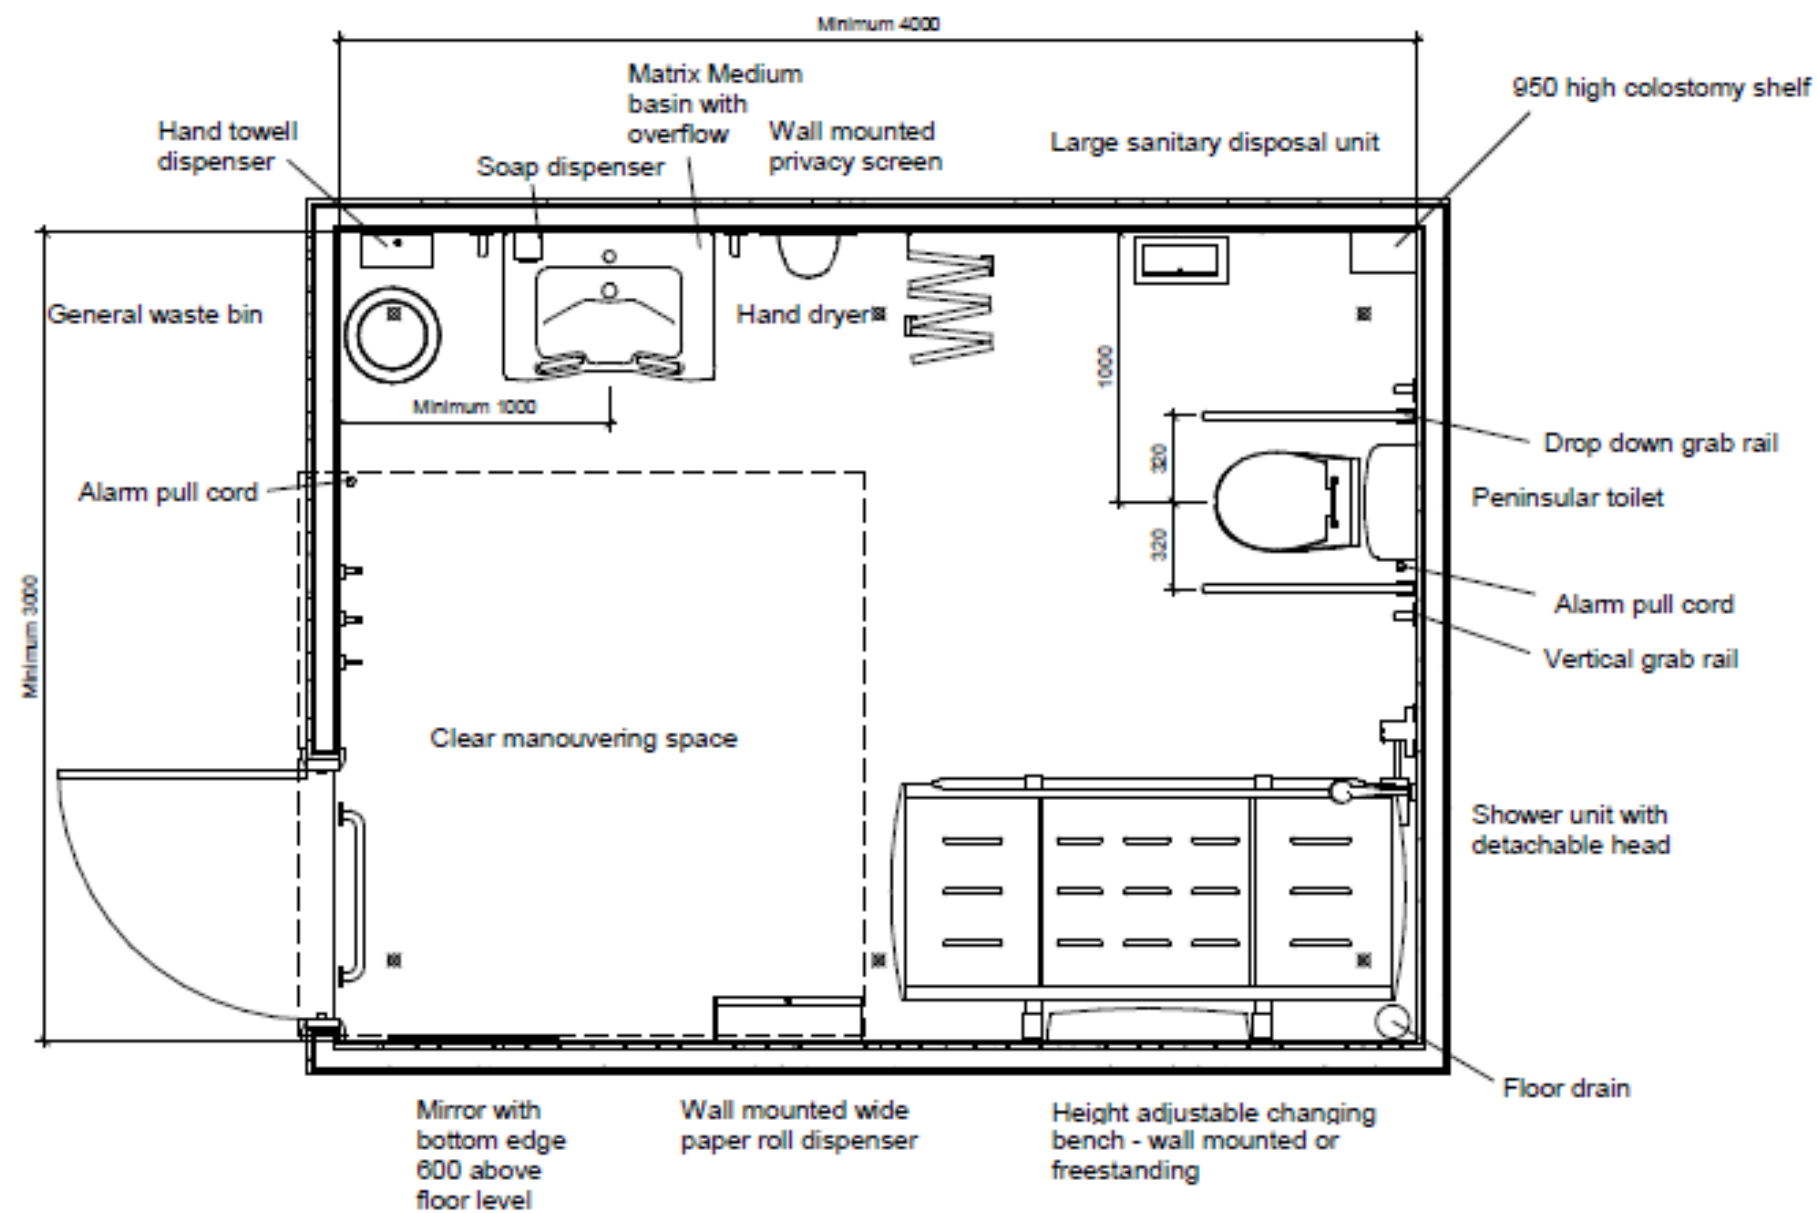 Minimum 4000
Matrix Medium
basin with
overflow
950 high colostomy shelf
Hand towell
dispenser
Soap dispenser
Wall mounted
privacy screen
Large sanitary disposal unit
General waste bin
Hand dryer
1000
Minimum 1000
320
Drop down grab rail
Alarm pull cord
Peninsular toilet
320
Minimum 3000
Alarm pull cord
Vertical grab rail
Clear manouvering space
Shower unit with
detachable head
Floor drain
Mirror with
bottom edge
600 above
floor level
Wall mounted wide
paper roll dispenser
Height adjustable changing
bench - wall mounted or
freestanding